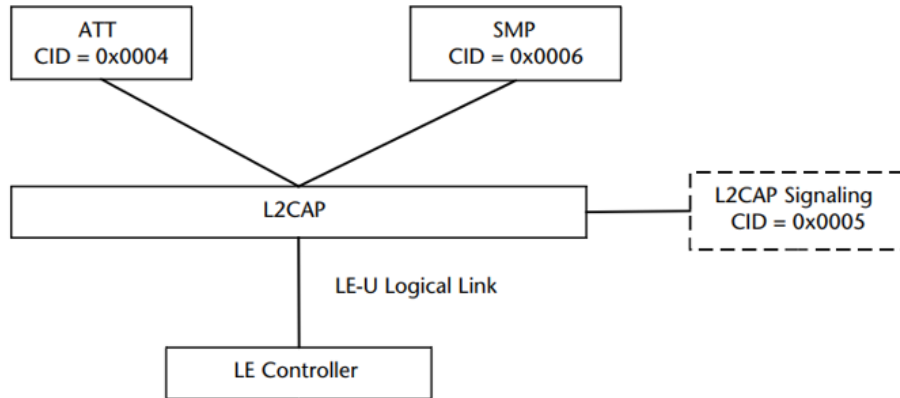 ATT
CID = 0x0004
SMP
CID = 0x0006
L2CAP
L2CAP Signaling
CID = 0x0005
LE-U Logical Link
LE Controller